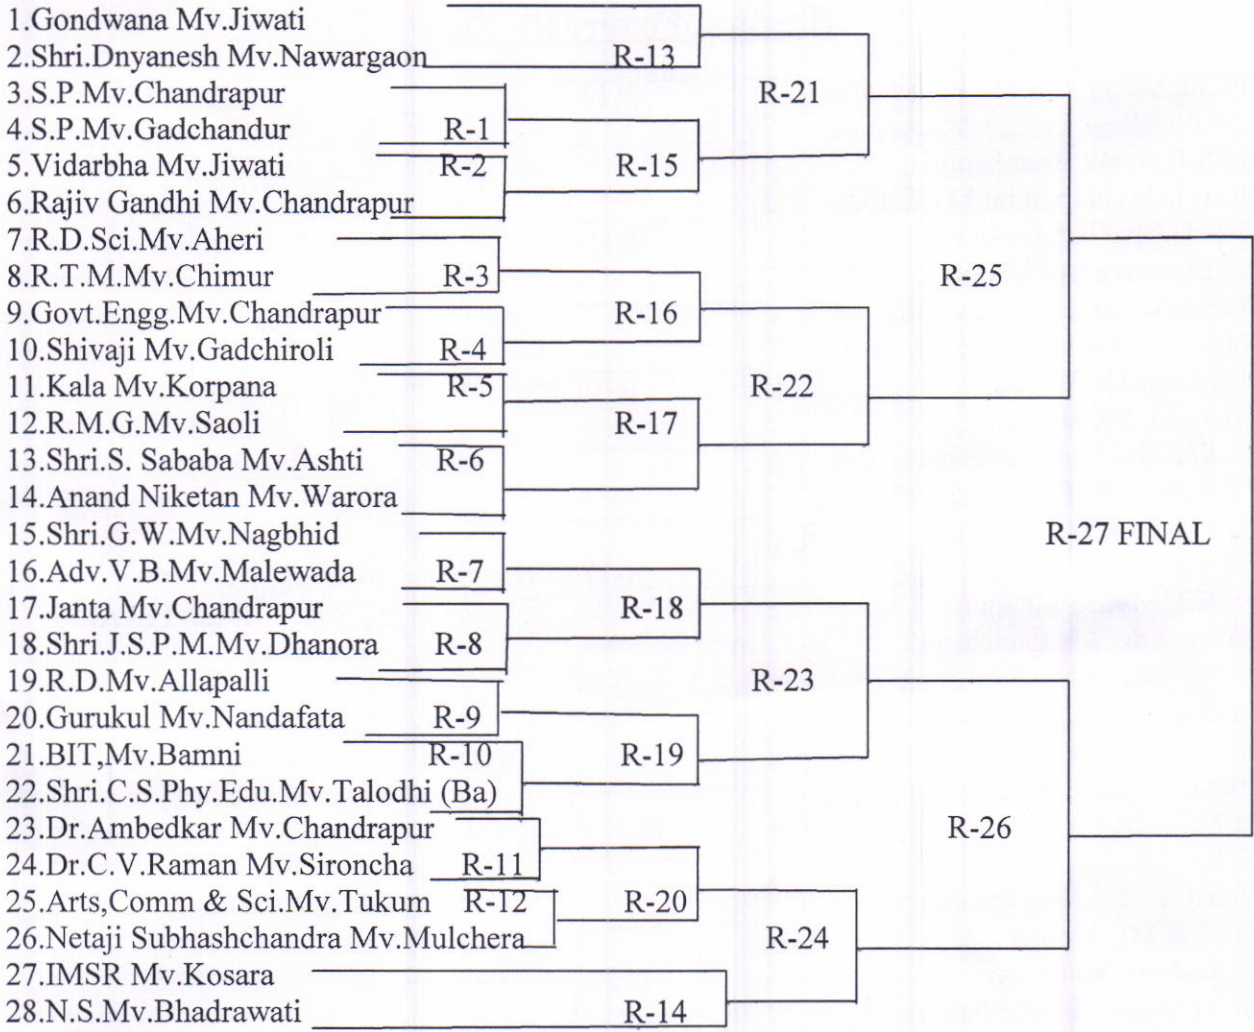 1.Gondwana Mv.Jiwati
2.Shri.Dnyanesh Mv.Nawargaon R-13
3.S.P.Mv.Chandrapur R-21
4.S.P.Mv.Gadchandur R-1
5.Vidarbha Mv.Jiwati R-2 R-15
6.Rajiv Gandhi Mv.Chandrapur
7.R.D.Sci.Mv.Aheri
8.R.T.M.Mv.Chimur R-3 R-25
9.Govt.Engg.Mv.Chandrapur R-16
10.Shivaji Mv.Gadchiroli R-4
11.Kala Mv.Korpana R-5 R-22
12.R.M.G.Mv.Saoli R-17
13.Shri.S. Sababa Mv.Ashti R-6
14.Anand Niketan Mv.Warora
15.Shri.G.W.Mv.Nagbhid R-27 FINAL
16.Adv.V.B.Mv.Malewada R-7
17.Janta Mv.Chandrapur R-18
18.Shri.J.S.P.M.Mv.Dhanora R-8
19.R.D.Mv.Allapalli R-23
20.Gurukul Mv.Nandafata R-9
21.BIT,Mv.Bamni R-10 R-19
22.Shri.C.S.Phy.Edu.Mv.Talodhi (Ba)
23.Dr.Ambedkar Mv.Chandrapur R-26
24.Dr.C.V.Raman Mv.Sironcha R-11
25.Arts,Comm & Sci.Mv.Tukum R-12 R-20
26.Netaji Subhashchandra Mv.Mulchera R-24
27.IMSR Mv.Kosara
28.N.S.Mv.Bhadrawati R-14